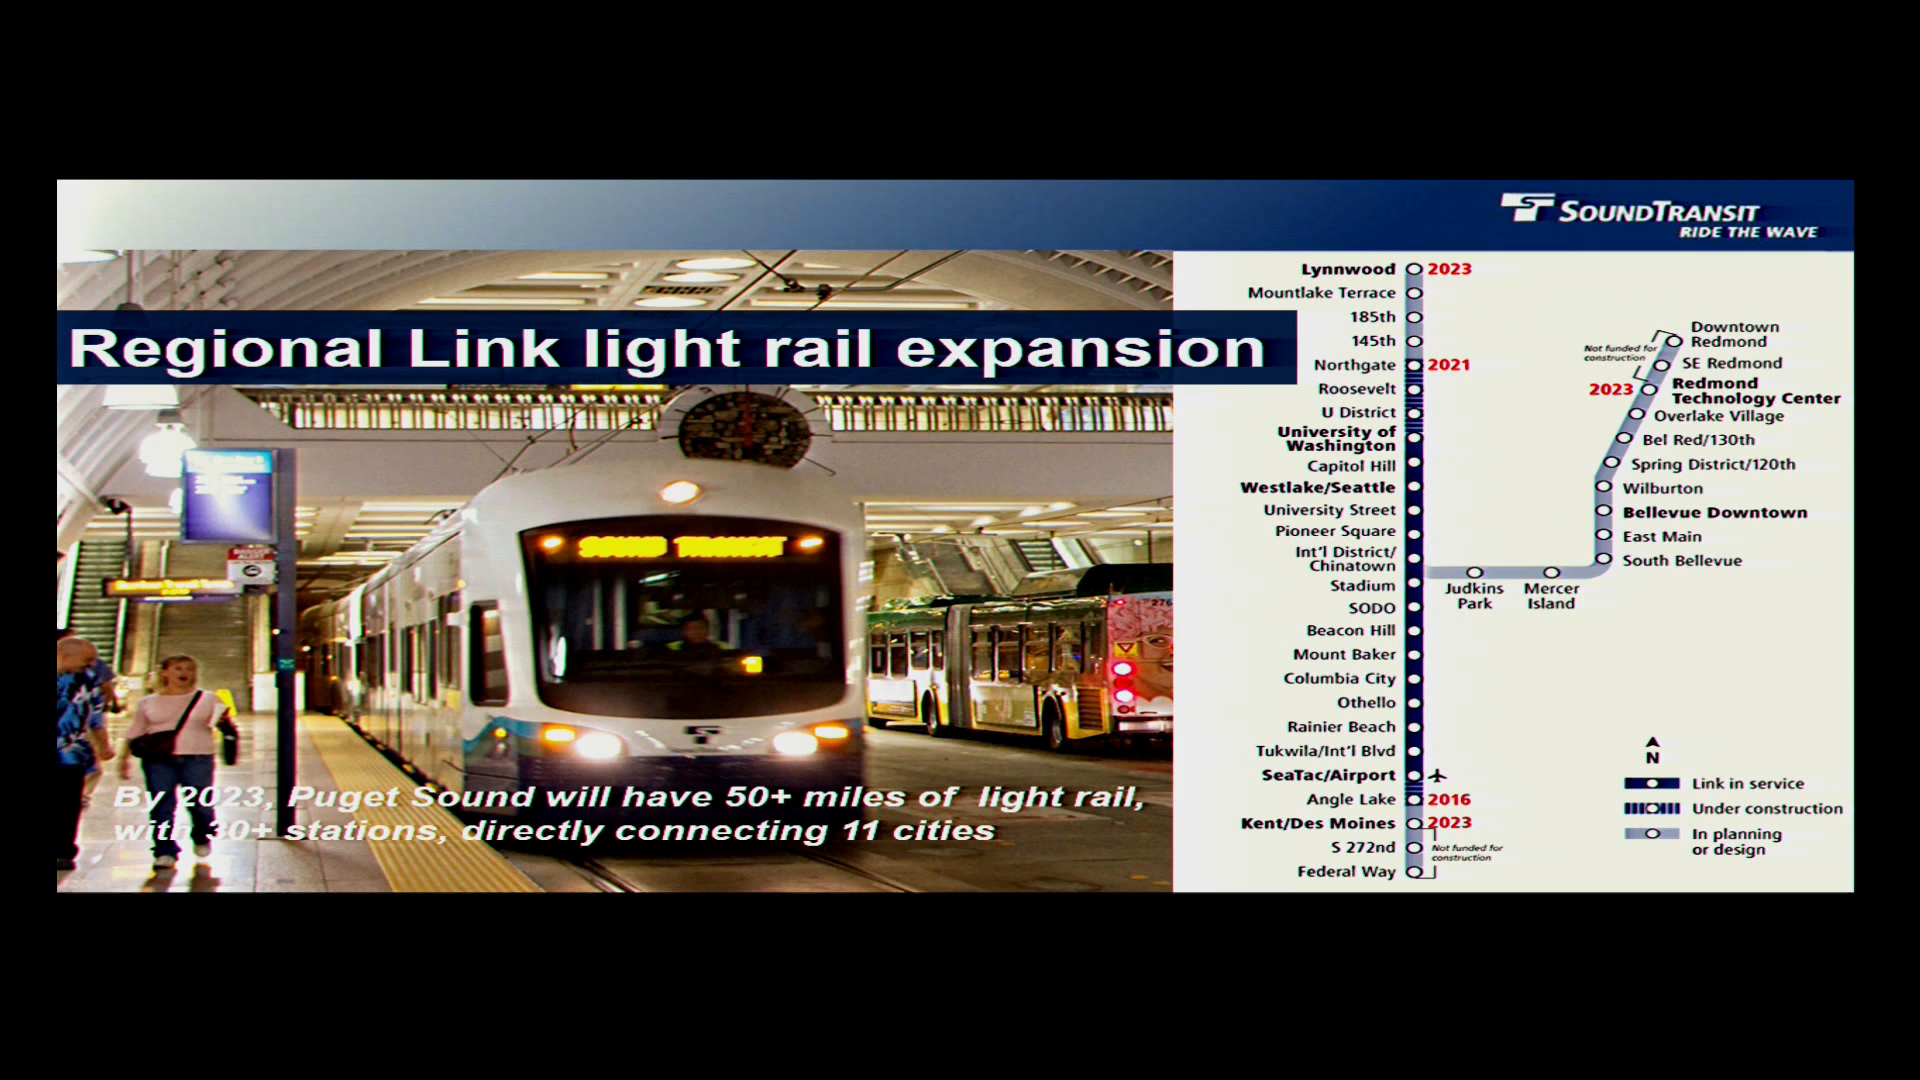 SOUNDTRANSIT
RIDE THE WAVE
Regional Link light rail expansion
SOUND TRANSIT
276
By 2023, Puget Sound will have 50+ miles of light rail,
with 30+ stations, directly connecting 11 cities
Lynnwood 2023
Mountlake Terrace
185th
145th
Northgate 2021
Roosevelt
U District
University of
Washington
Capitol Hill
Westlake/Seattle
University Street
Pioneer Square
Int'l District/
Chinatown
Stadium
SODO
Beacon Hill
Mount Baker
Columbia City
Othello
Rainier Beach
Tukwila/Int'l Blvd
SeaTac/Airport
Angle Lake 2016
Kent/Des Moines 2023
S 272nd
Not funded for
construction
Federal Way
Downtown
Redmond
Not funded for
construction
SE Redmond
2023 Redmond
Technology Center
Overlake Village
Bel Red/130th
Spring District/120th
Wilburton
Bellevue Downtown
East Main
South Bellevue
Judkins
Park
Mercer
Island
N
Link in service
Under construction
In planning
or design